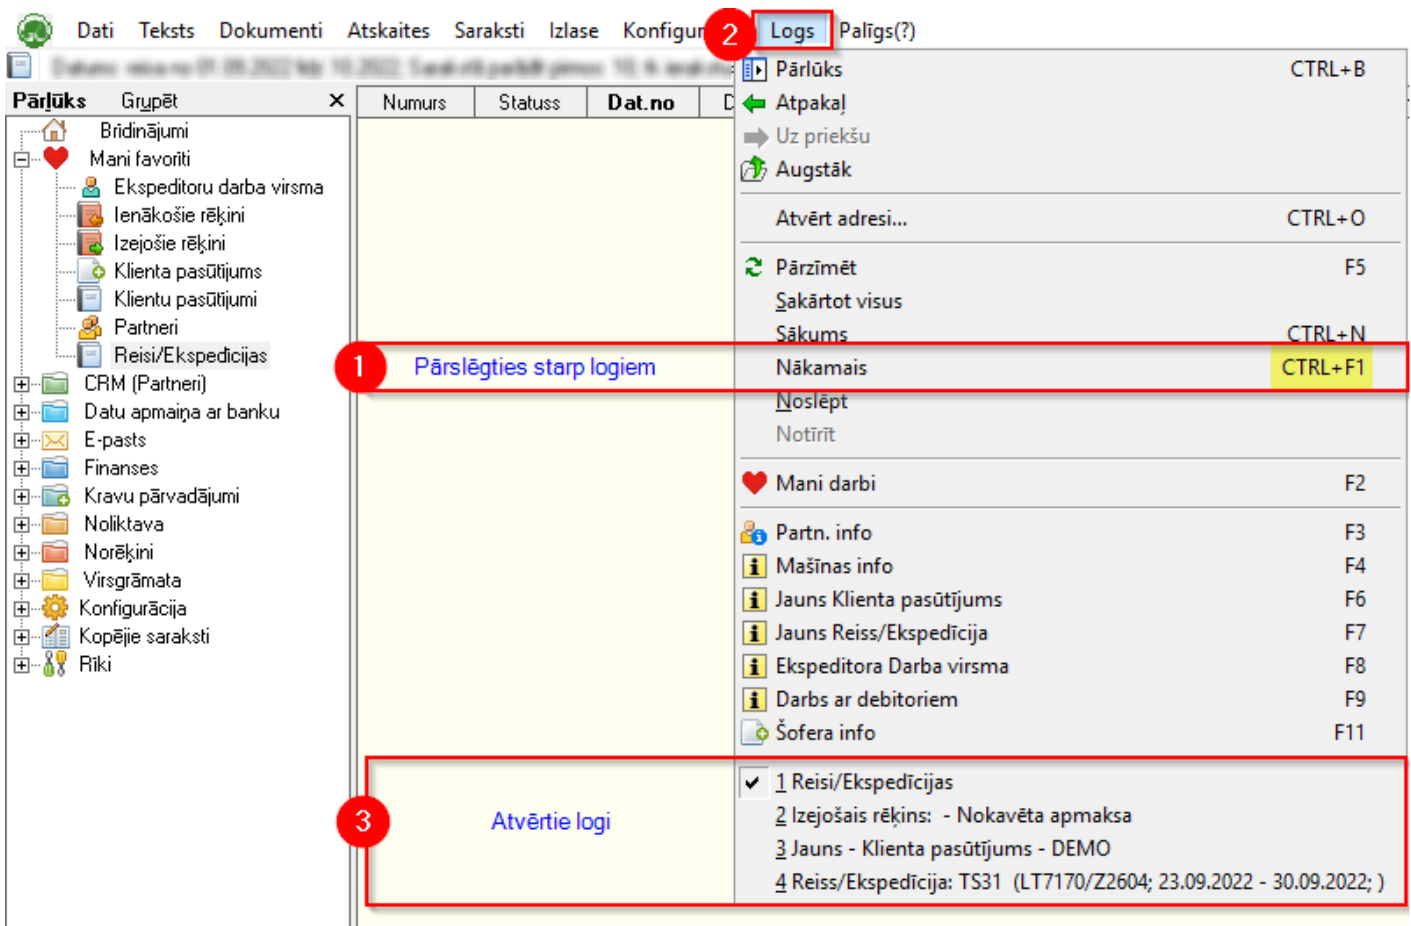 Dati Teksts Dokumenti Atskaites Saraksti Izlase Konfigur 2 Logs Palīgs(?)
Pārlūks Grupēt ×
Brīdinājumi
Mani favorīti
Ekspeditoru darba virsma
Ienākošie rēķini
Izejošie rēķini
Klienta pasūtījums
Klientu pasūtījumi
Partneri
Reisi/Ekspedīcijas
CRM (Partneri)
Datu apmaiņa ar banku
E-pasts
Finanses
Kravu pārvadājumi
Noliktava
Norēķini
Virsgrāmata
Konfigurācija
Kopējie saraksti
Rīki
Numurs Statuss Dat.no
1 Pārslēgties starp logiem
3 Atvērtie logi
Pārlūks CTRL+B
Atpakaļ
Uz priekšu
Augstāk
Atvērt adresi... CTRL+O
Pārzīmēt F5
Sakārtot visus
Sākums CTRL+N
Nākamais CTRL+F1
Noslēpt
Notīrīt
Mani darbi F2
Partn. info F3
Mašīnas info F4
Jauns Klienta pasūtījums F6
Jauns Reiss/Ekspedīcija F7
Ekspeditora Darba virsma F8
Darbs ar debitoriem F9
Šofera info F11
1 Reisi/Ekspedīcijas
2 Izejošais rēķins: - Nokavēta apmaksa
3 Jauns - Klienta pasūtījums - DEMO
4 Reiss/Ekspedīcija: TS31 (LT7170/Z2604; 23.09.2022 - 30.09.2022; )